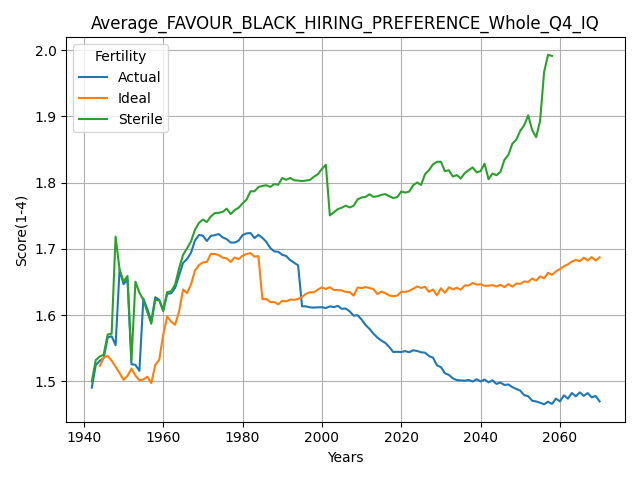 Average_FAVOUR_BLACK_HIRING_PREFERENCE_Whole_Q4_IQ
Fertility
Actual
Ideal
Sterile
Score(1-4)
2.0
1.9
1.8
1.7
1.6
1.5
1940 1960 1980 2000 2020 2040 2060
Years